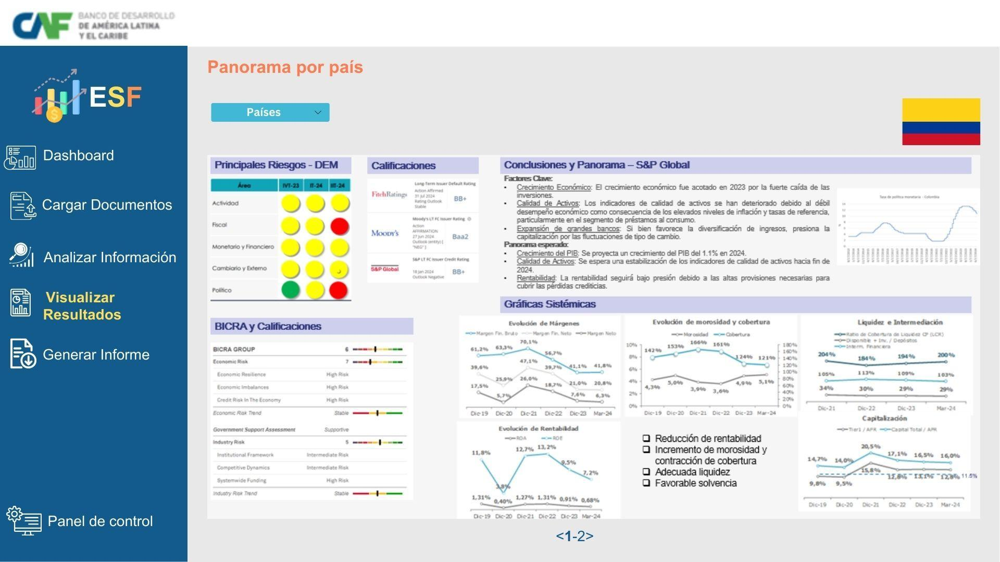 CAF
BANCO DE DESARROLLO
DE AMÉRICA LATINA
Y EL CARIBE
ESF
Dashboard
Cargar Documentos
Analizar Información
Visualizar
Resultados
Generar Informe
Panel de control
Panorama por país
Países
Principales Riesgos - DEM
Área IVT-23 IT-24 IIT-24
Actividad
Fiscal
Monetario y Financiero
Cambiario y Externo
Político
Calificaciones
FitchRatings
Long-Term Issuer Default Rating
Action Affirmed
31 Jul 2024
Rating Outlook
Stable
BB+
MOODY'S
Moody's LT FC Issuer Rating
Action
AFFIRMATION
27 Jun 2024
Outlook (entity) [
"NEG" ]
Baa2
S&P Global
S&P LT FC Issuer Credit Rating
18 Jan 2024
Outlook Negative
BB+
Conclusiones y Panorama – S&P Global
Factores Clave:
▪ Crecimiento Económico: El crecimiento económico fue acotado en 2023 por la fuerte caída de las
inversiones.
▪ Calidad de Activos: Los indicadores de calidad de activos se han deteriorado debido al débil
desempeño económico como consecuencia de los elevados niveles de inflación y tasas de referencia,
particularmente en el segmento de préstamos al consumo.
▪ Expansión de grandes bancos: Si bien favorece la diversificación de ingresos, presiona la
capitalización por las fluctuaciones de tipo de cambio.
Panorama esperado:
▪ Crecimiento del PIB: Se proyecta un crecimiento del PIB del 1.1% en 2024.
▪ Calidad de Activos: Se espera una estabilización de los indicadores de calidad de activos hacia fin de
2024.
▪ Rentabilidad: La rentabilidad seguirá bajo presión debido a las altas provisiones necesarias para
cubrir las pérdidas crediticias.
Tasa de política monetaria - Colombia
BICRA y Calificaciones
BICRA GROUP 6
Economic Risk 7
Economic Resilience High Risk
Economic Imbalances High Risk
Credit Risk In The Economy High Risk
Economic Risk Trend Stable
Government Support Assessment Supportive
Industry Risk 5
Institutional Framework Intermediate Risk
Competitive Dynamics Intermediate Risk
Systemwide Funding High Risk
Industry Risk Trend Stable
Gráficas Sistémicas
Evolución de Márgenes
Margen Fin. Bruto Margen Fin. Neto Margen Neto
61,2% 63,3% 70,1% 56,7% 41,1% 41,8%
39,6% 25,9% 47,1% 39,7% 21,0% 20,8%
17,5% 5,7% 26,0% 18,7% 7,6% 6,3%
Dic-19 Dic-20 Dic-21 Dic-22 Dic-23 Mar-24
Evolución de morosidad y cobertura
Morosidad Cobertura
10%
8%
6%
4%
2%
0%
142% 153% 166% 161% 124% 121%
4,3% 5,0% 3,9% 3,6% 4,9% 5,1%
180%
160%
140%
120%
100%
80%
60%
40%
20%
0%
Dic-19 Dic-20 Dic-21 Dic-22 Dic-23 Mar-24
Liquidez e Intermediación
Ratio de Cobertura de Liquidez CP (LCR)
Disponible + Inv. / Depósitos
Interm. Financiera
204% 184% 194% 200%
105% 113% 109% 103%
34% 30% 29% 29%
Dic-21 Dic-22 Dic-23 Mar-24
Evolución de Rentabilidad
ROA ROE
11,8% 3,8% 12,7% 13,2% 9,5% 7,2%
1,31% 0,40% 1,27% 1,31% 0,91% 0,68%
Dic-19 Dic-20 Dic-21 Dic-22 Dic-23 Mar-24
❑ Reducción de rentabilidad
❑ Incremento de morosidad y
contracción de cobertura
❑ Adecuada liquidez
❑ Favorable solvencia
Capitalización
Tier1 / APR Capital Total / APR
14,7% 14,0% 20,5% 17,1% 16,5% 16,0%
9,8% 9,5% 15,8% 12,8% 13,1% 12,8% 11.5%
Dic-19 Dic-20 Dic-21 Dic-22 Dic-23 Mar-24
<1-2>